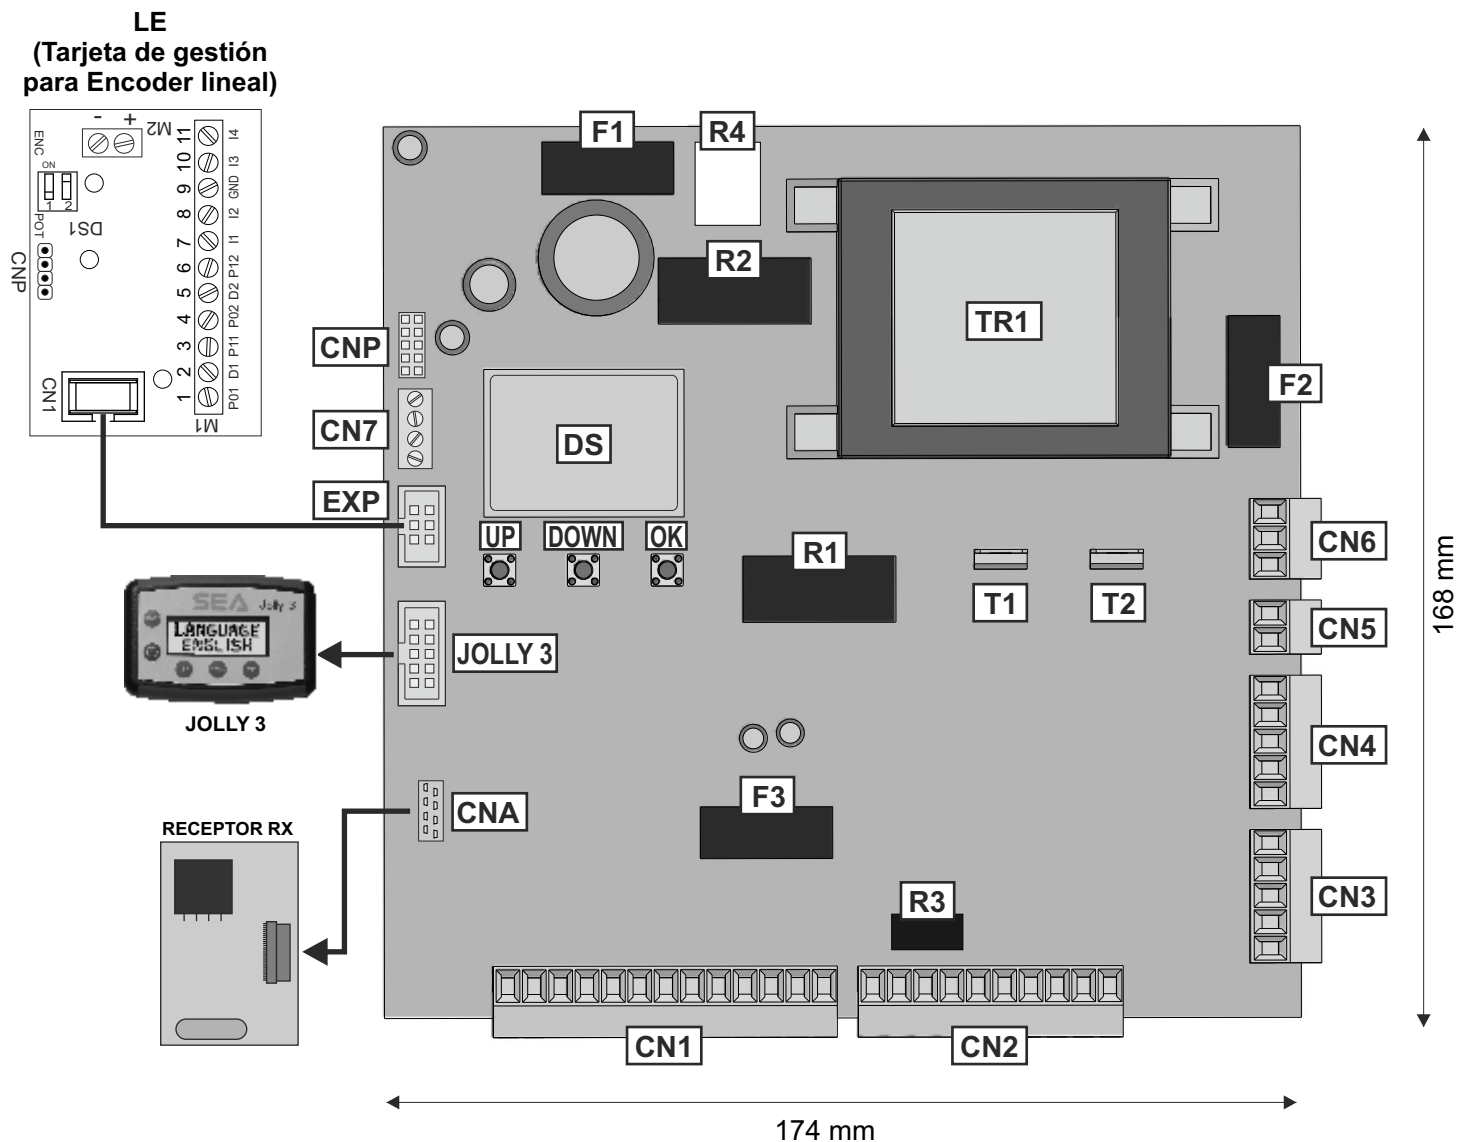 LE
(Tarjeta de gestión
para Encoder lineal)
- + M2
ENC
ON
1 2
DS1
POT
CNP
CN1
11 I4
10 I3
9 GND
8 I2
7 I1
6 P12
5 D2
4 P02
3 P11
2 D1
1 P01
M1
F1
R4
R2
TR1
F2
CNP
CN7
DS
EXP
UP
DOWN
OK
R1
T1
T2
CN6
CN5
CN4
CN3
JOLLY 3
SEA Jolly 3
LANGUAGE
ENGLISH
JOLLY 3
CNA
F3
R3
RECEPTOR RX
CN1
CN2
168 mm
174 mm